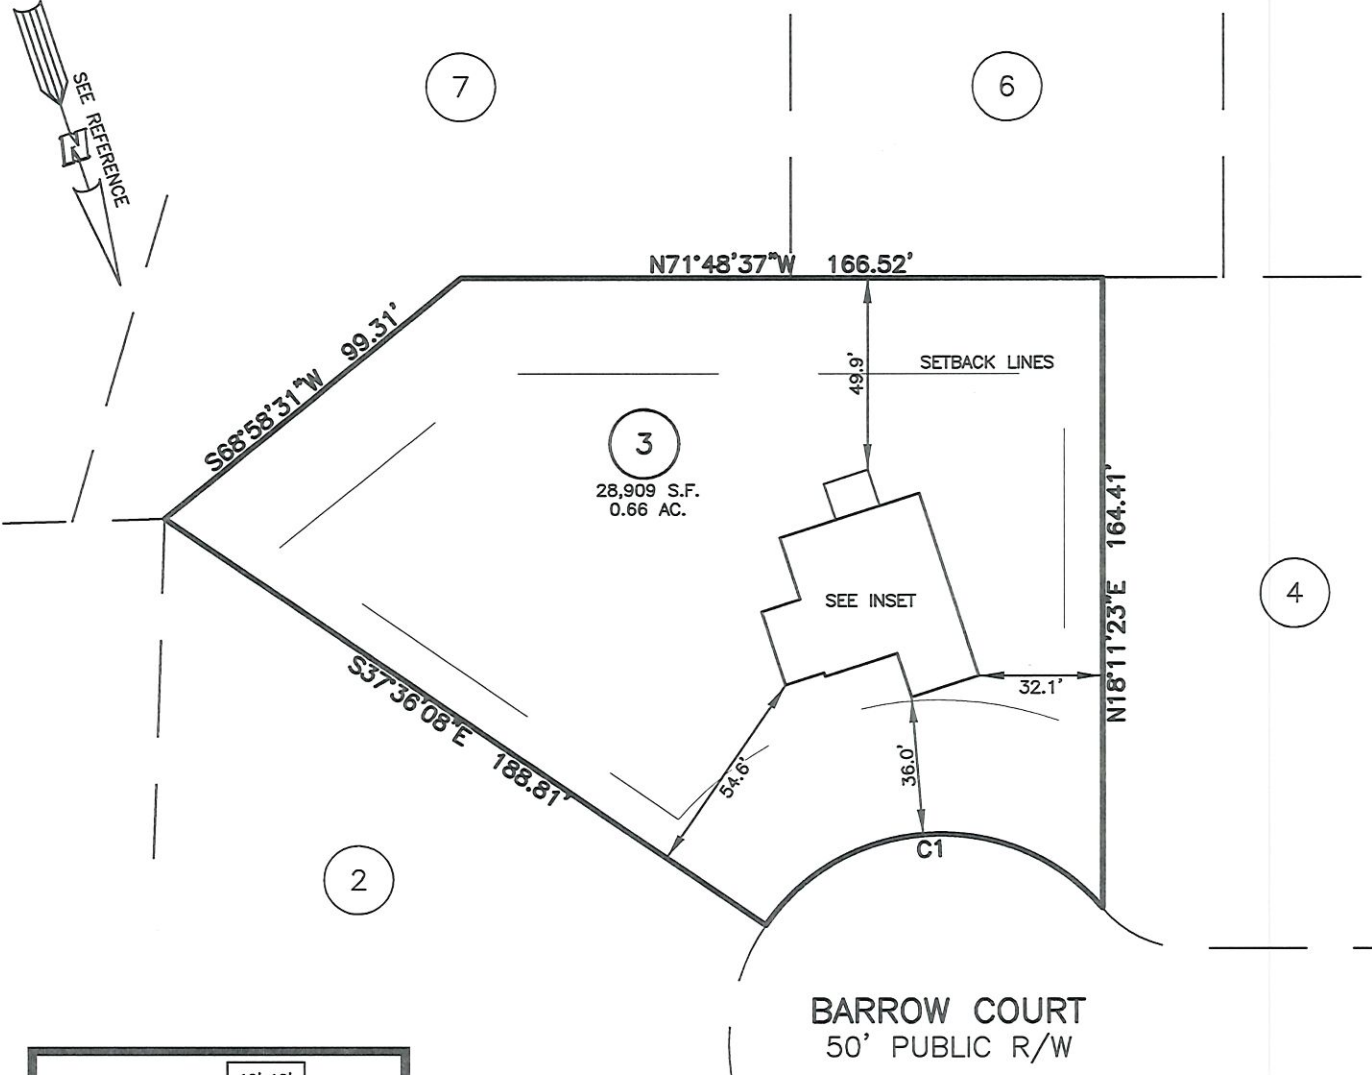 SEE REFERENCE
N
7
6
N71°48'37"W 166.52'
S68°58'31"W 99.31'
49.9'
SETBACK LINES
3
28,909 S.F.
0.66 AC.
N18°11'23"E 164.41'
SEE INSET
4
32.1'
S37°36'08"E 188.81'
54.6'
36.0'
C1
2
BARROW COURT
50' PUBLIC R/W